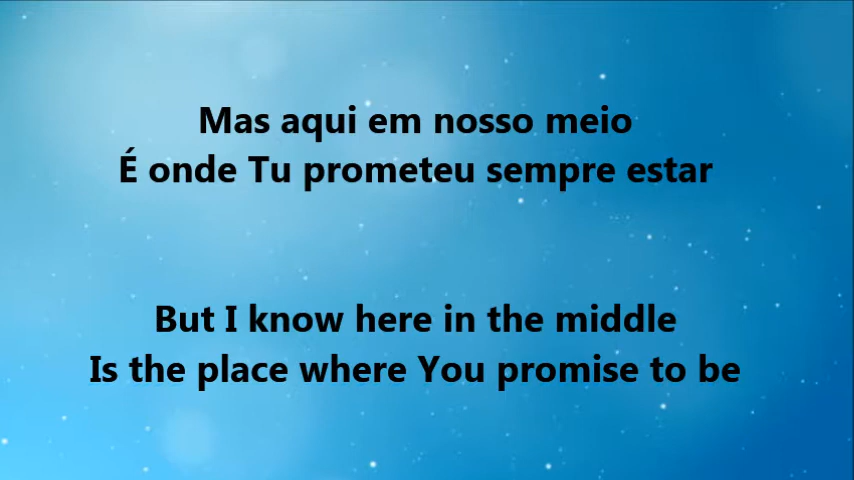 Mas aqui em nosso meio
É onde Tu prometeu sempre estar
But I know here in the middle
Is the place where You promise to be